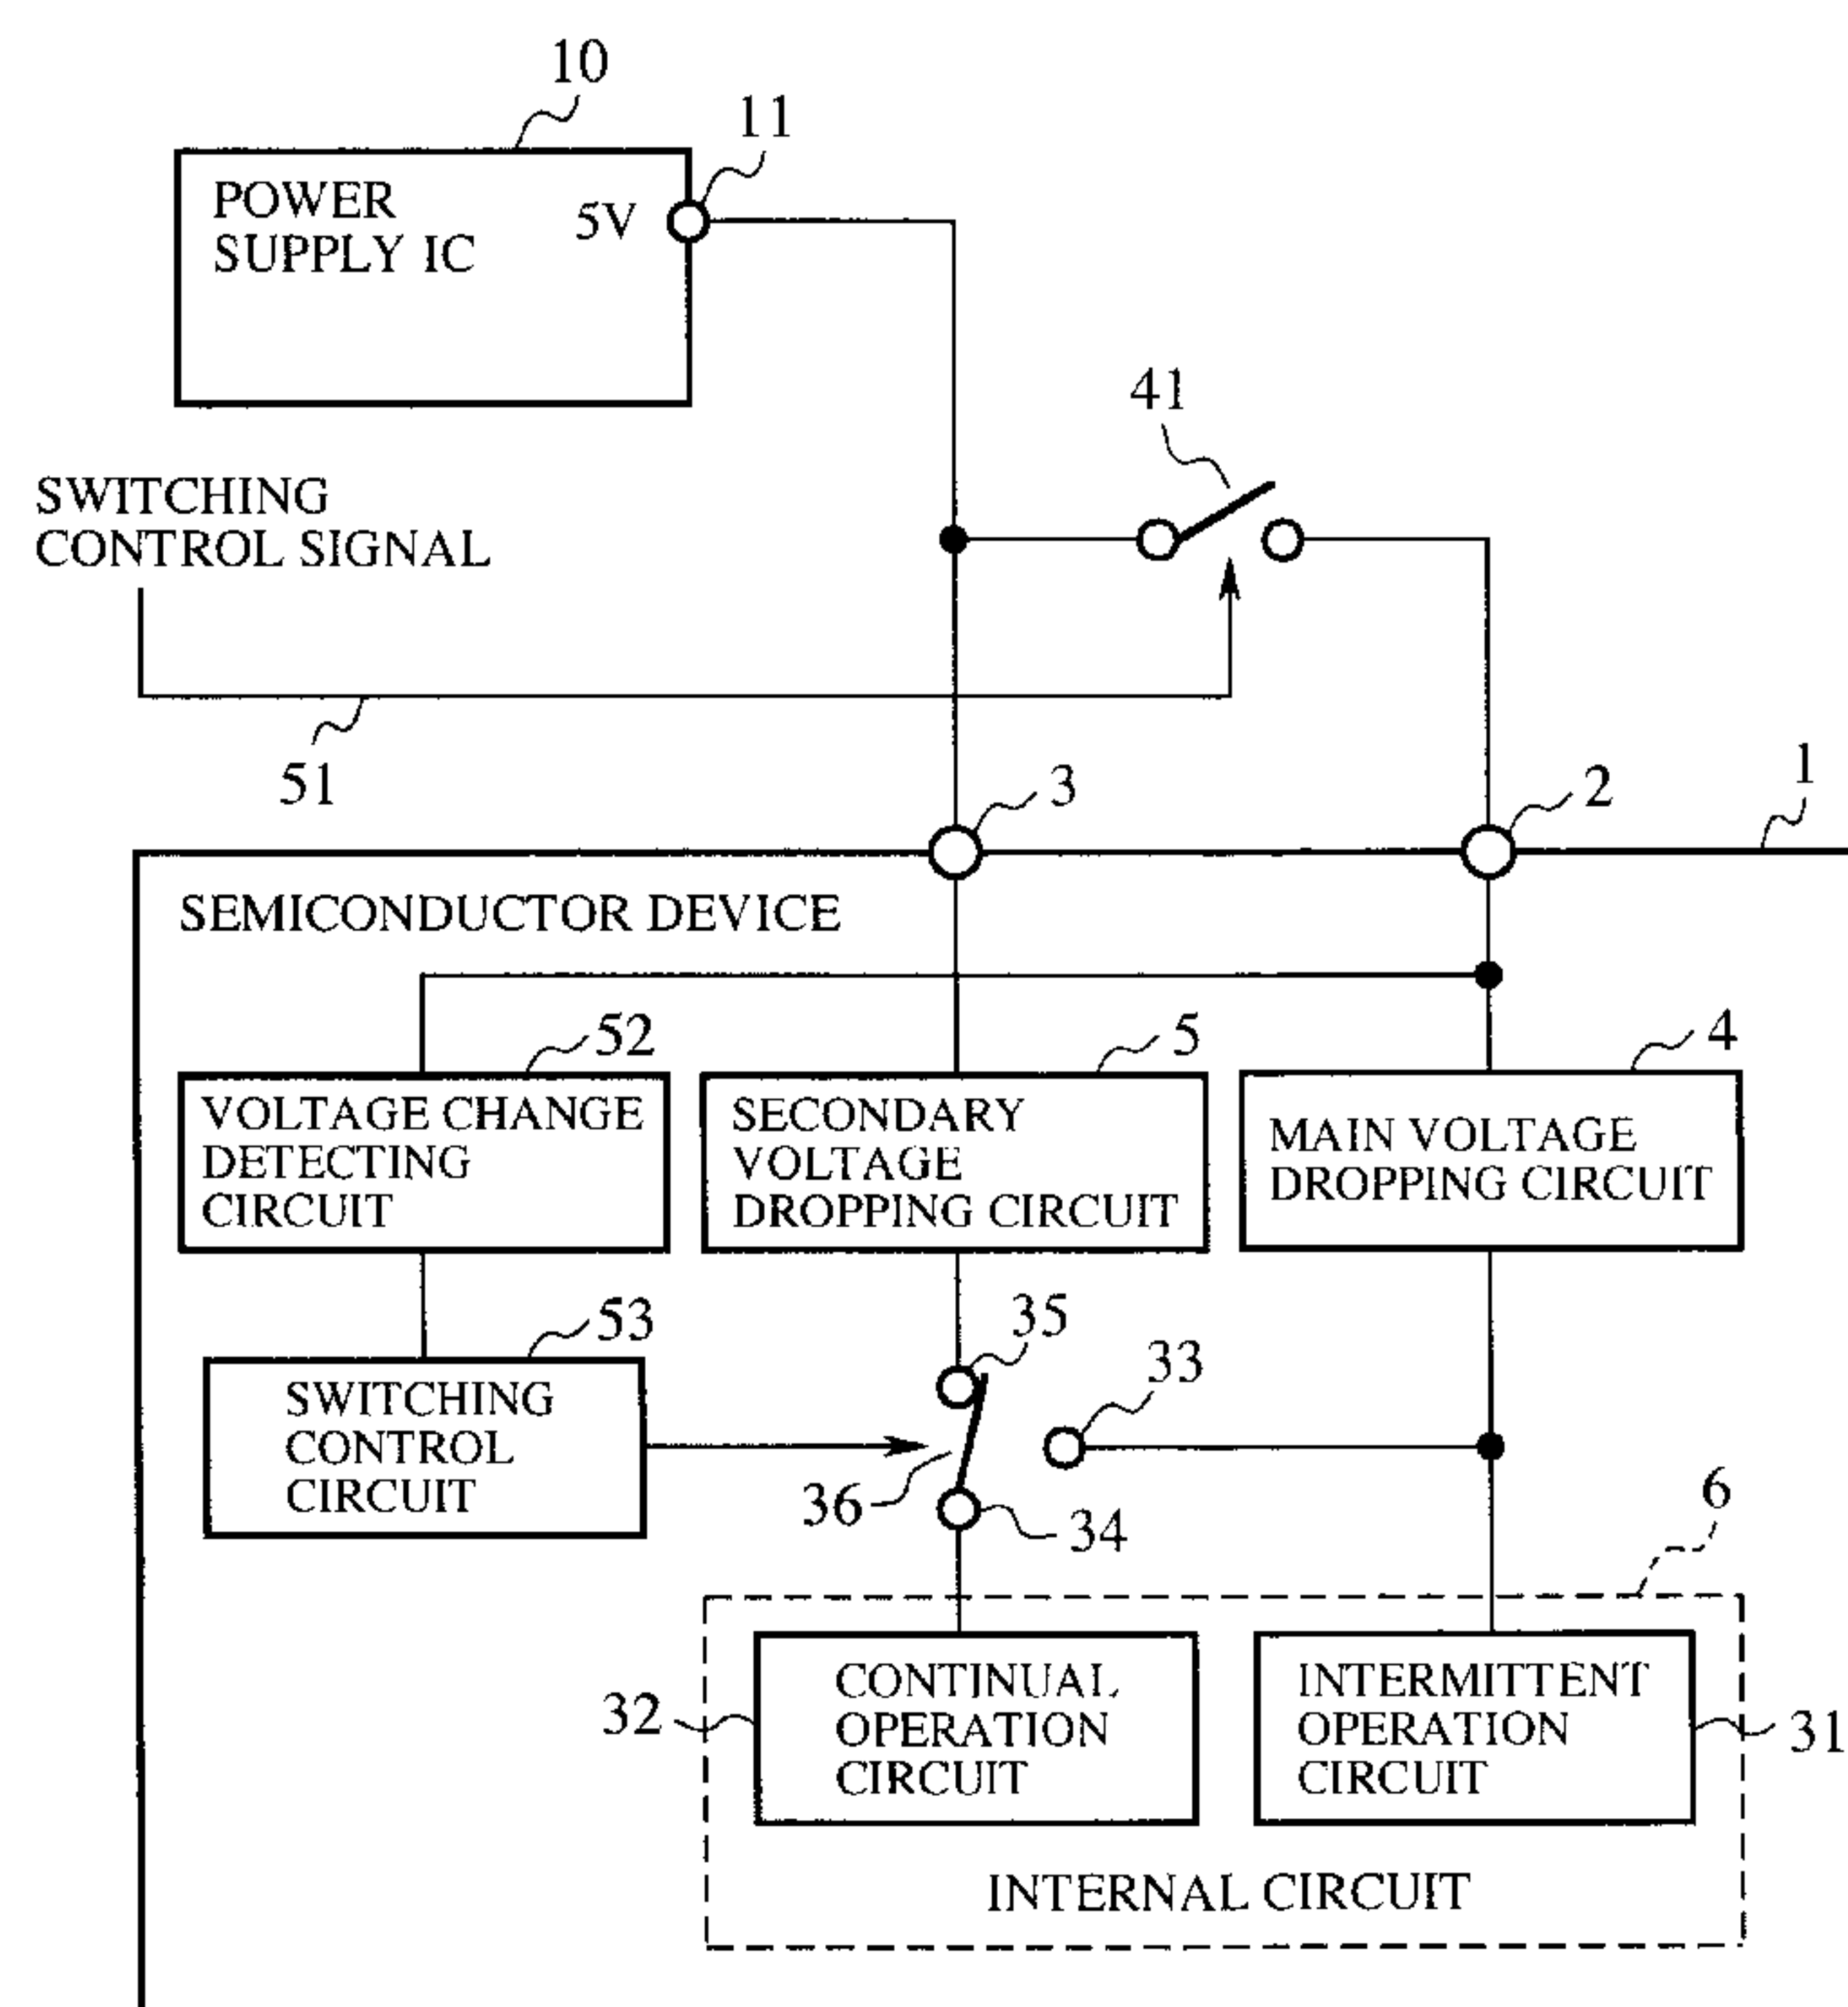 10
11
POWER
SUPPLY IC
5V
41
SWITCHING
CONTROL SIGNAL
51
3
2
1
SEMICONDUCTOR DEVICE
52
5
4
VOLTAGE CHANGE
DETECTING
CIRCUIT
SECONDARY
VOLTAGE
DROPPING CIRCUIT
MAIN VOLTAGE
DROPPING CIRCUIT
53
35
33
SWITCHING
CONTROL
CIRCUIT
36
34
6
32
CONTINUAL
OPERATION
CIRCUIT
INTERMITTENT
OPERATION
CIRCUIT
31
INTERNAL CIRCUIT